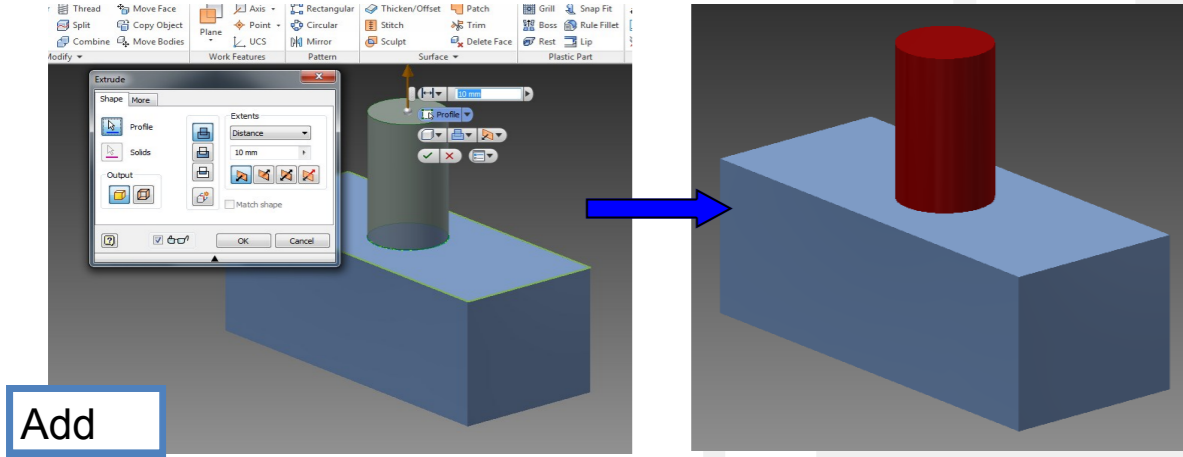 Thread Move Face Axis Point Rectangular Thicken/Offset Patch Grill Snap Fit
Split Copy Object Plane Circular Stitch Trim Boss Rule Fillet
Combine Move Bodies UCS Mirror Sculpt Delete Face Rest Lip
Modify Work Features Pattern Surface Plastic Part
Extrude
Shape More
Profile
Solids
Output
Extents
Distance
10 mm
Match shape
OK Cancel
10 mm
Profile
Add